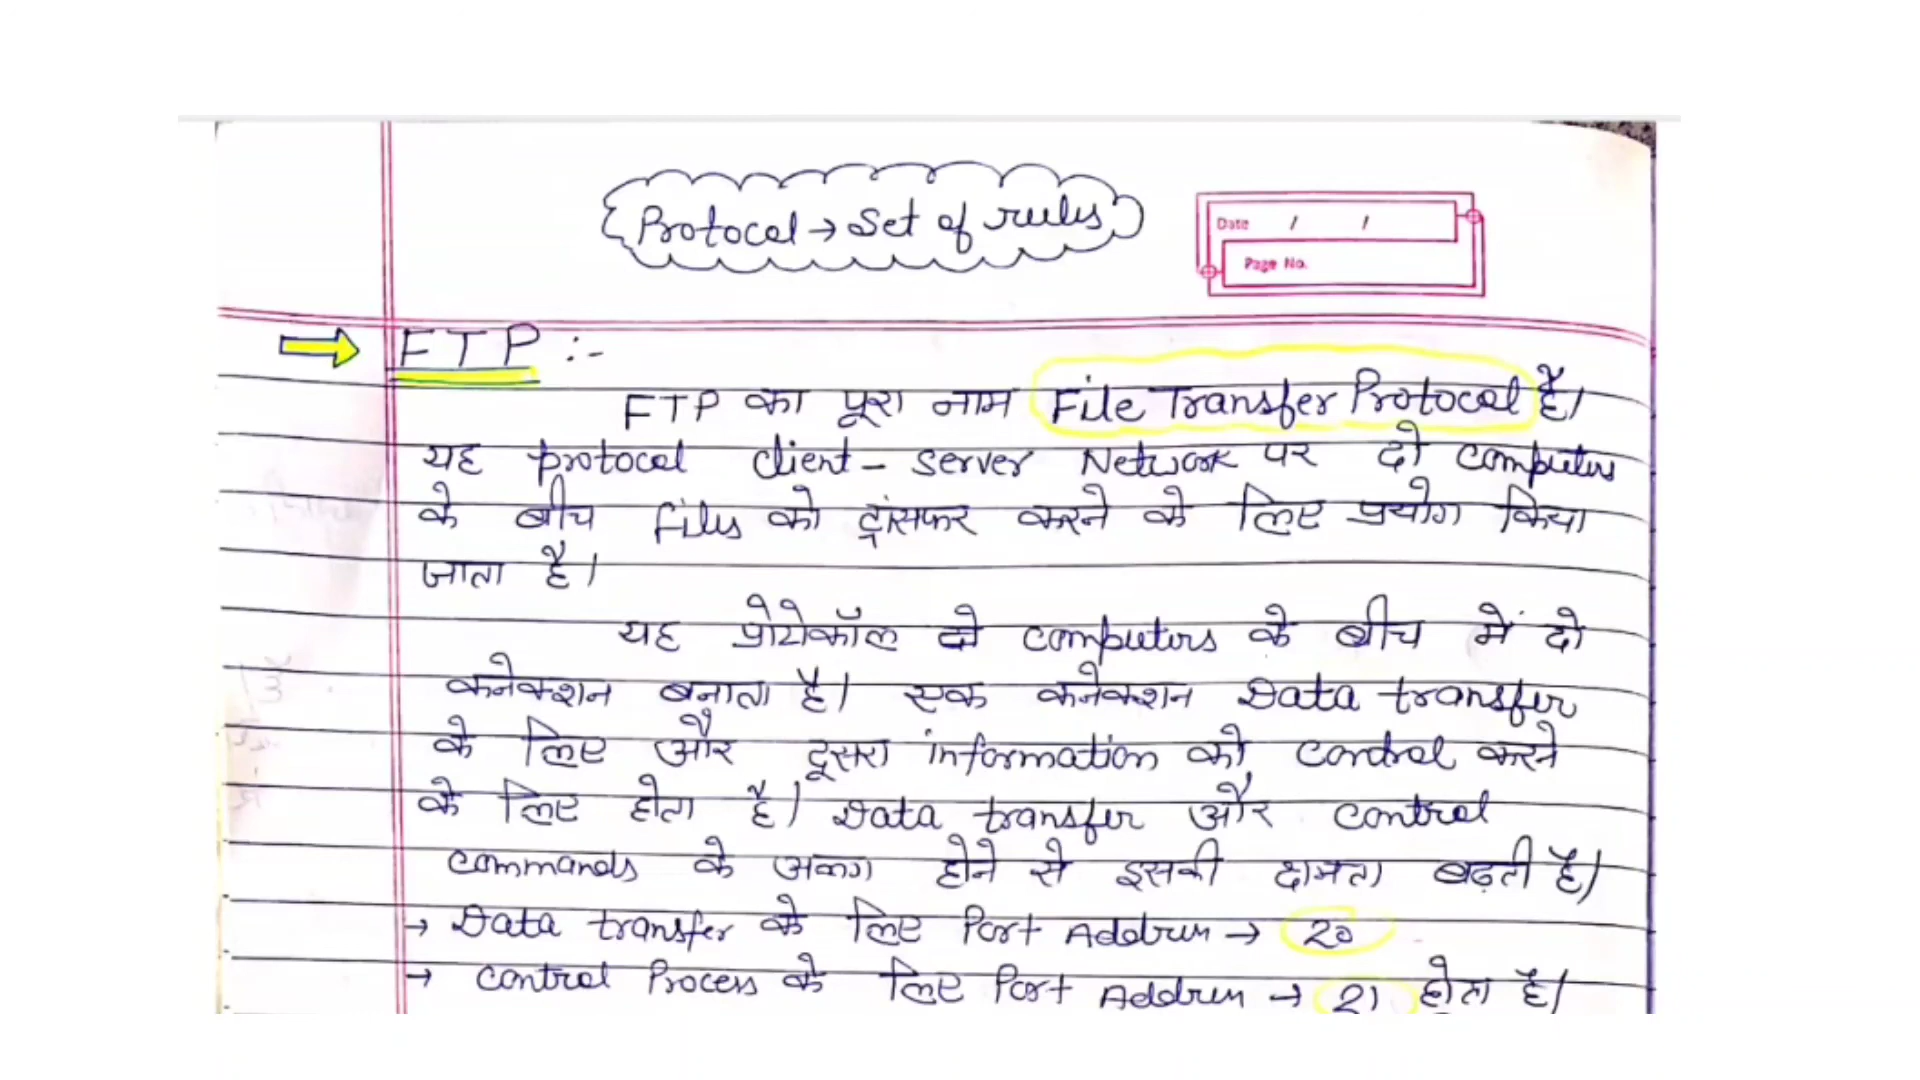 Protocol → Set of rules
Date / /
Page No.
FTP :-
FTP का पूरा नाम File Transfer Protocol है।
यह protocol client - server Network पर दो computers
के बीच files को ट्रांसफर करने के लिए प्रयोग किया
जाता है।
यह प्रोटोकॉल दो computers के बीच में दो
कनेक्शन बनाता है। एक कनेक्शन Data transfer
के लिए और दूसरा information को control करने
के लिए होता है। Data transfer और control
commands के अलग होने से इसकी क्षमता बढ़ती है।
→ Data transfer के लिए Port Address → 20
→ Control Process के लिए Port Address → 21 होता है।